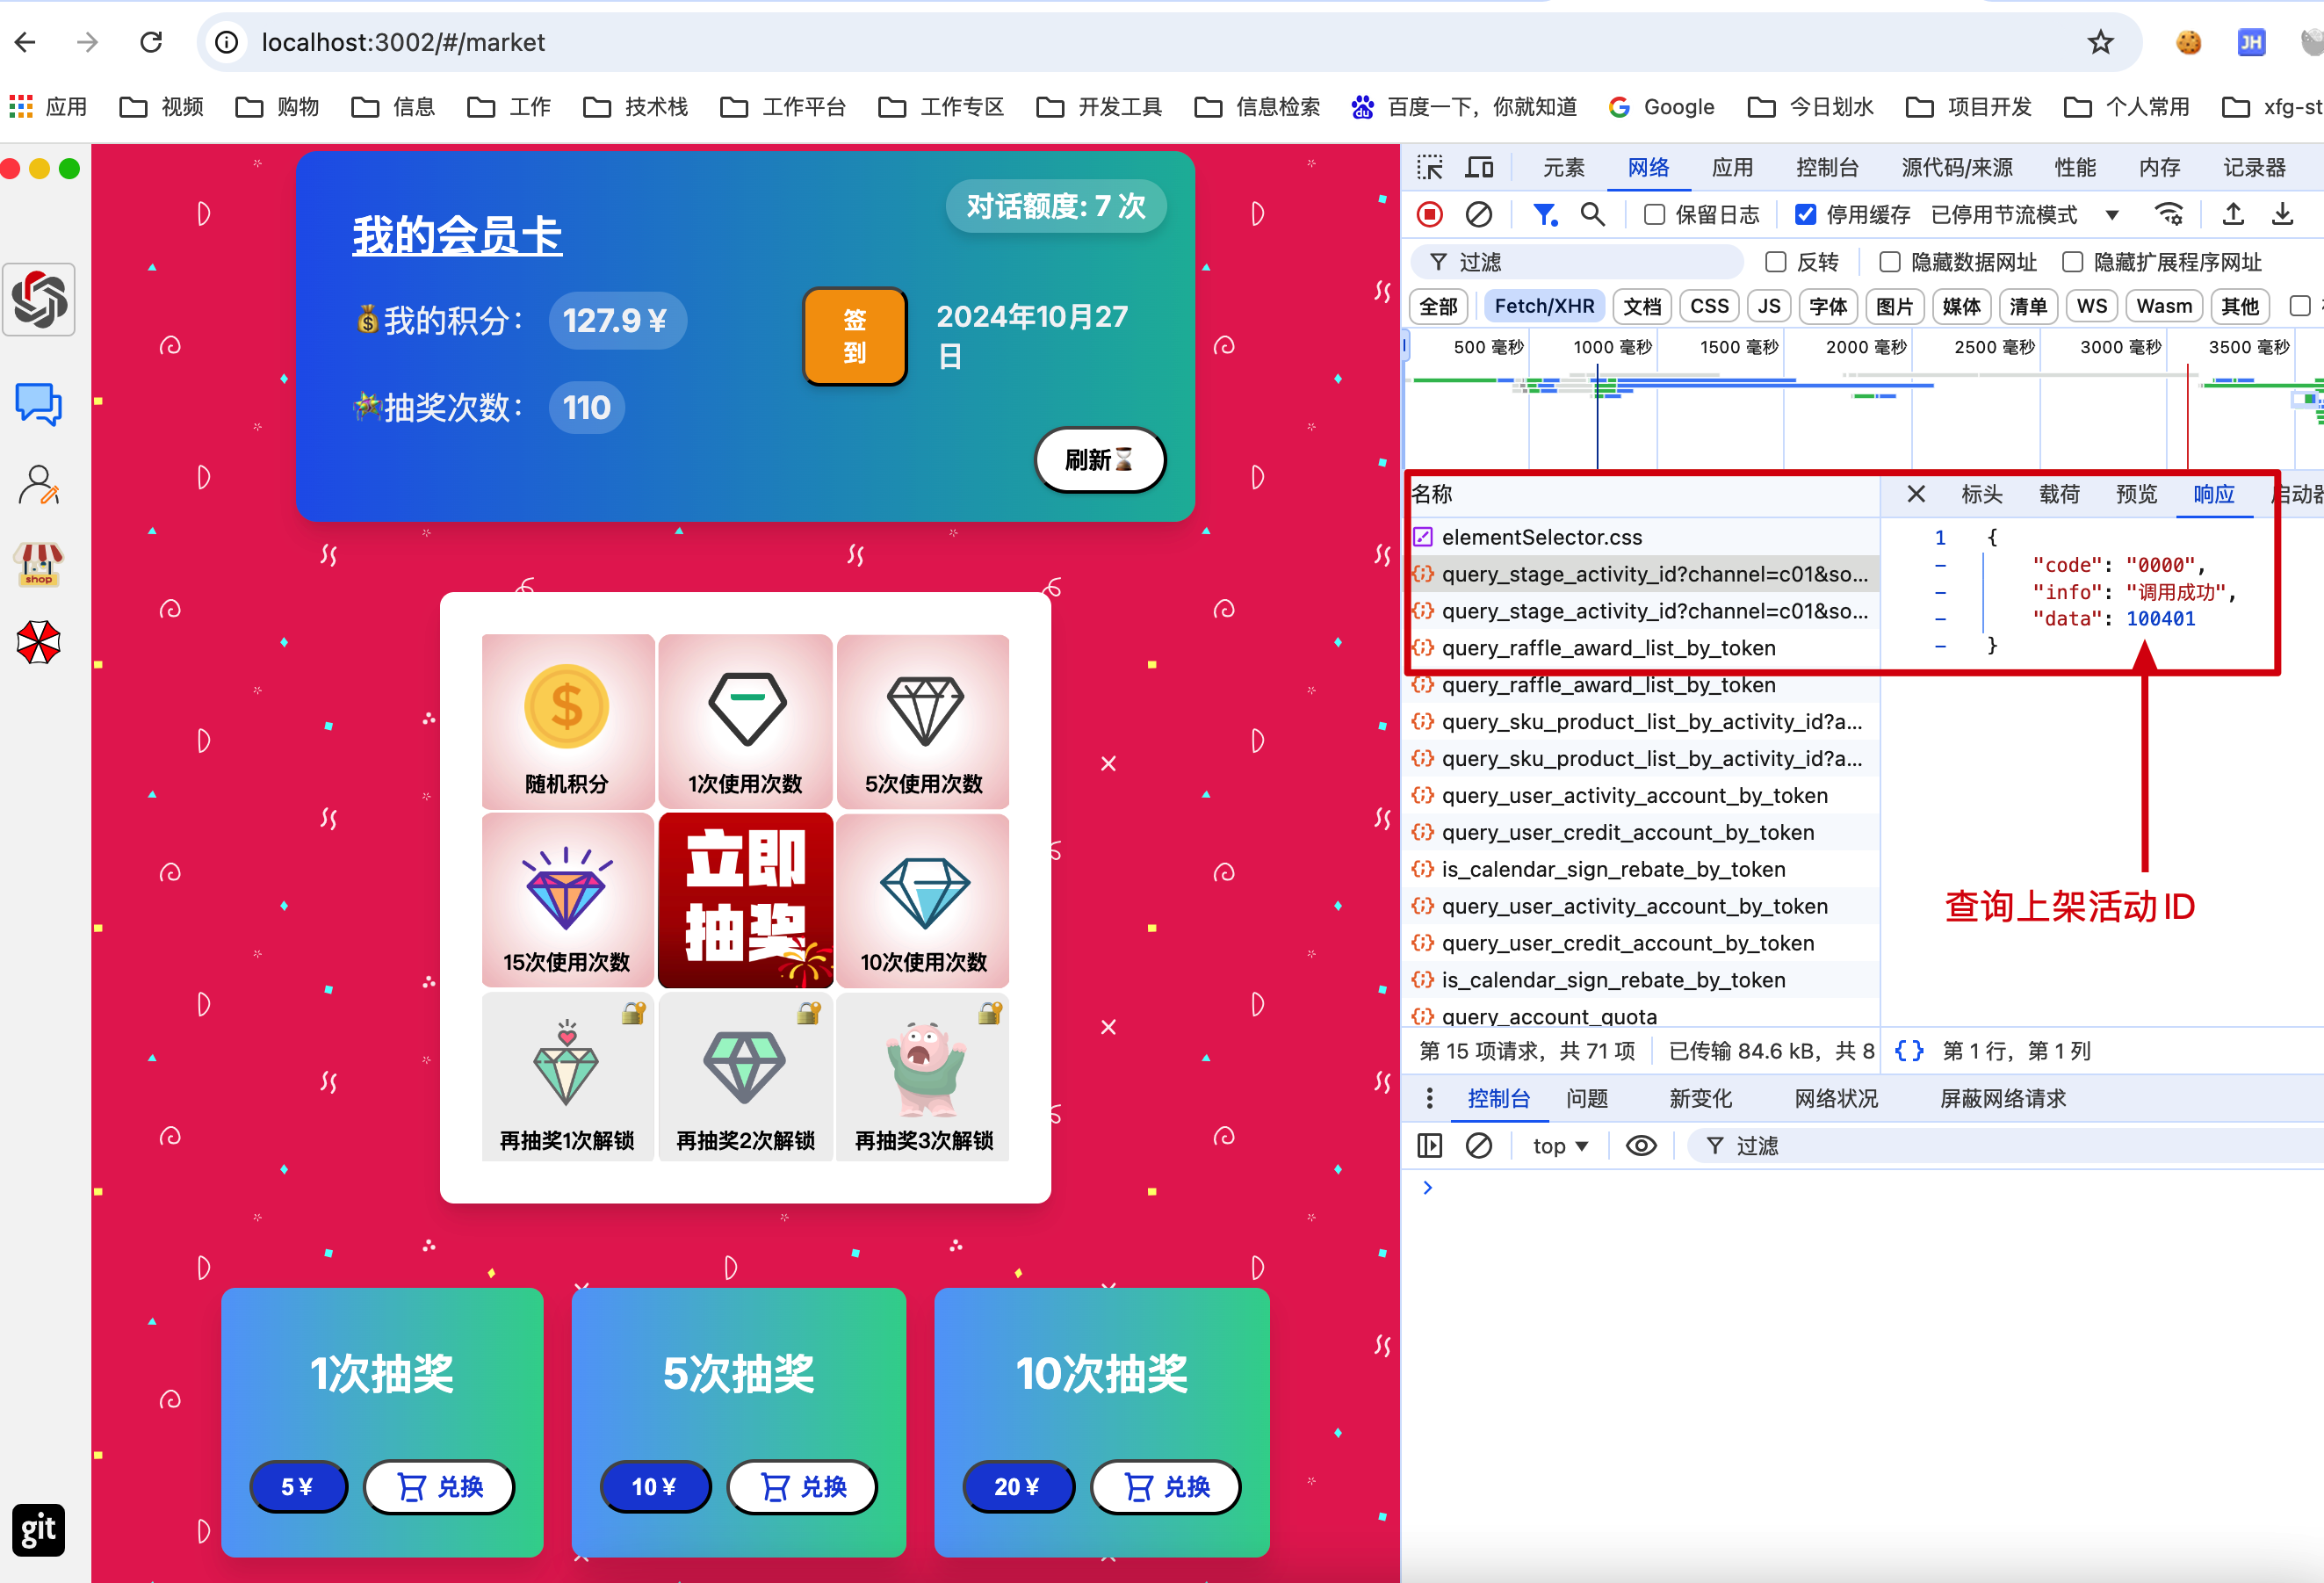 localhost:3002/#/market
应用 视频 购物 信息 工作 技术栈 工作平台 工作专区 开发工具 信息检索 百度一下，你就知道 Google 今日划水 项目开发 个人常用 xfg-st
shop
git
我的会员卡
对话额度: 7 次
💰我的积分： 127.9 ¥
签到
2024年10月27日
抽奖次数： 110
刷新⏳
随机积分 1次使用次数 5次使用次数
15次使用次数 立即抽奖 10次使用次数
再抽奖1次解锁 再抽奖2次解锁 再抽奖3次解锁
1次抽奖 5次抽奖 10次抽奖
5 ¥ 兑换 10 ¥ 兑换 20 ¥ 兑换
元素 网络 应用 控制台 源代码/来源 性能 内存 记录器
保留日志 停用缓存 已停用节流模式
过滤 反转 隐藏数据网址 隐藏扩展程序网址
全部 Fetch/XHR 文档 CSS JS 字体 图片 媒体 清单 WS Wasm 其他
500 毫秒 1000 毫秒 1500 毫秒 2000 毫秒 2500 毫秒 3000 毫秒 3500 毫秒
名称
elementSelector.css
query_stage_activity_id?channel=c01&so...
query_stage_activity_id?channel=c01&so...
query_raffle_award_list_by_token
query_raffle_award_list_by_token
query_sku_product_list_by_activity_id?a...
query_sku_product_list_by_activity_id?a...
query_user_activity_account_by_token
query_user_credit_account_by_token
is_calendar_sign_rebate_by_token
query_user_activity_account_by_token
query_user_credit_account_by_token
is_calendar_sign_rebate_by_token
query_account_quota
标头 载荷 预览 响应 启动器
1 {
"code": "0000",
"info": "调用成功",
"data": 100401
}
查询上架活动ID
第 15 项请求，共 71 项 已传输 84.6 kB，共 8
{} 第 1 行，第 1 列
控制台 问题 新变化 网络状况 屏蔽网络请求
top 过滤